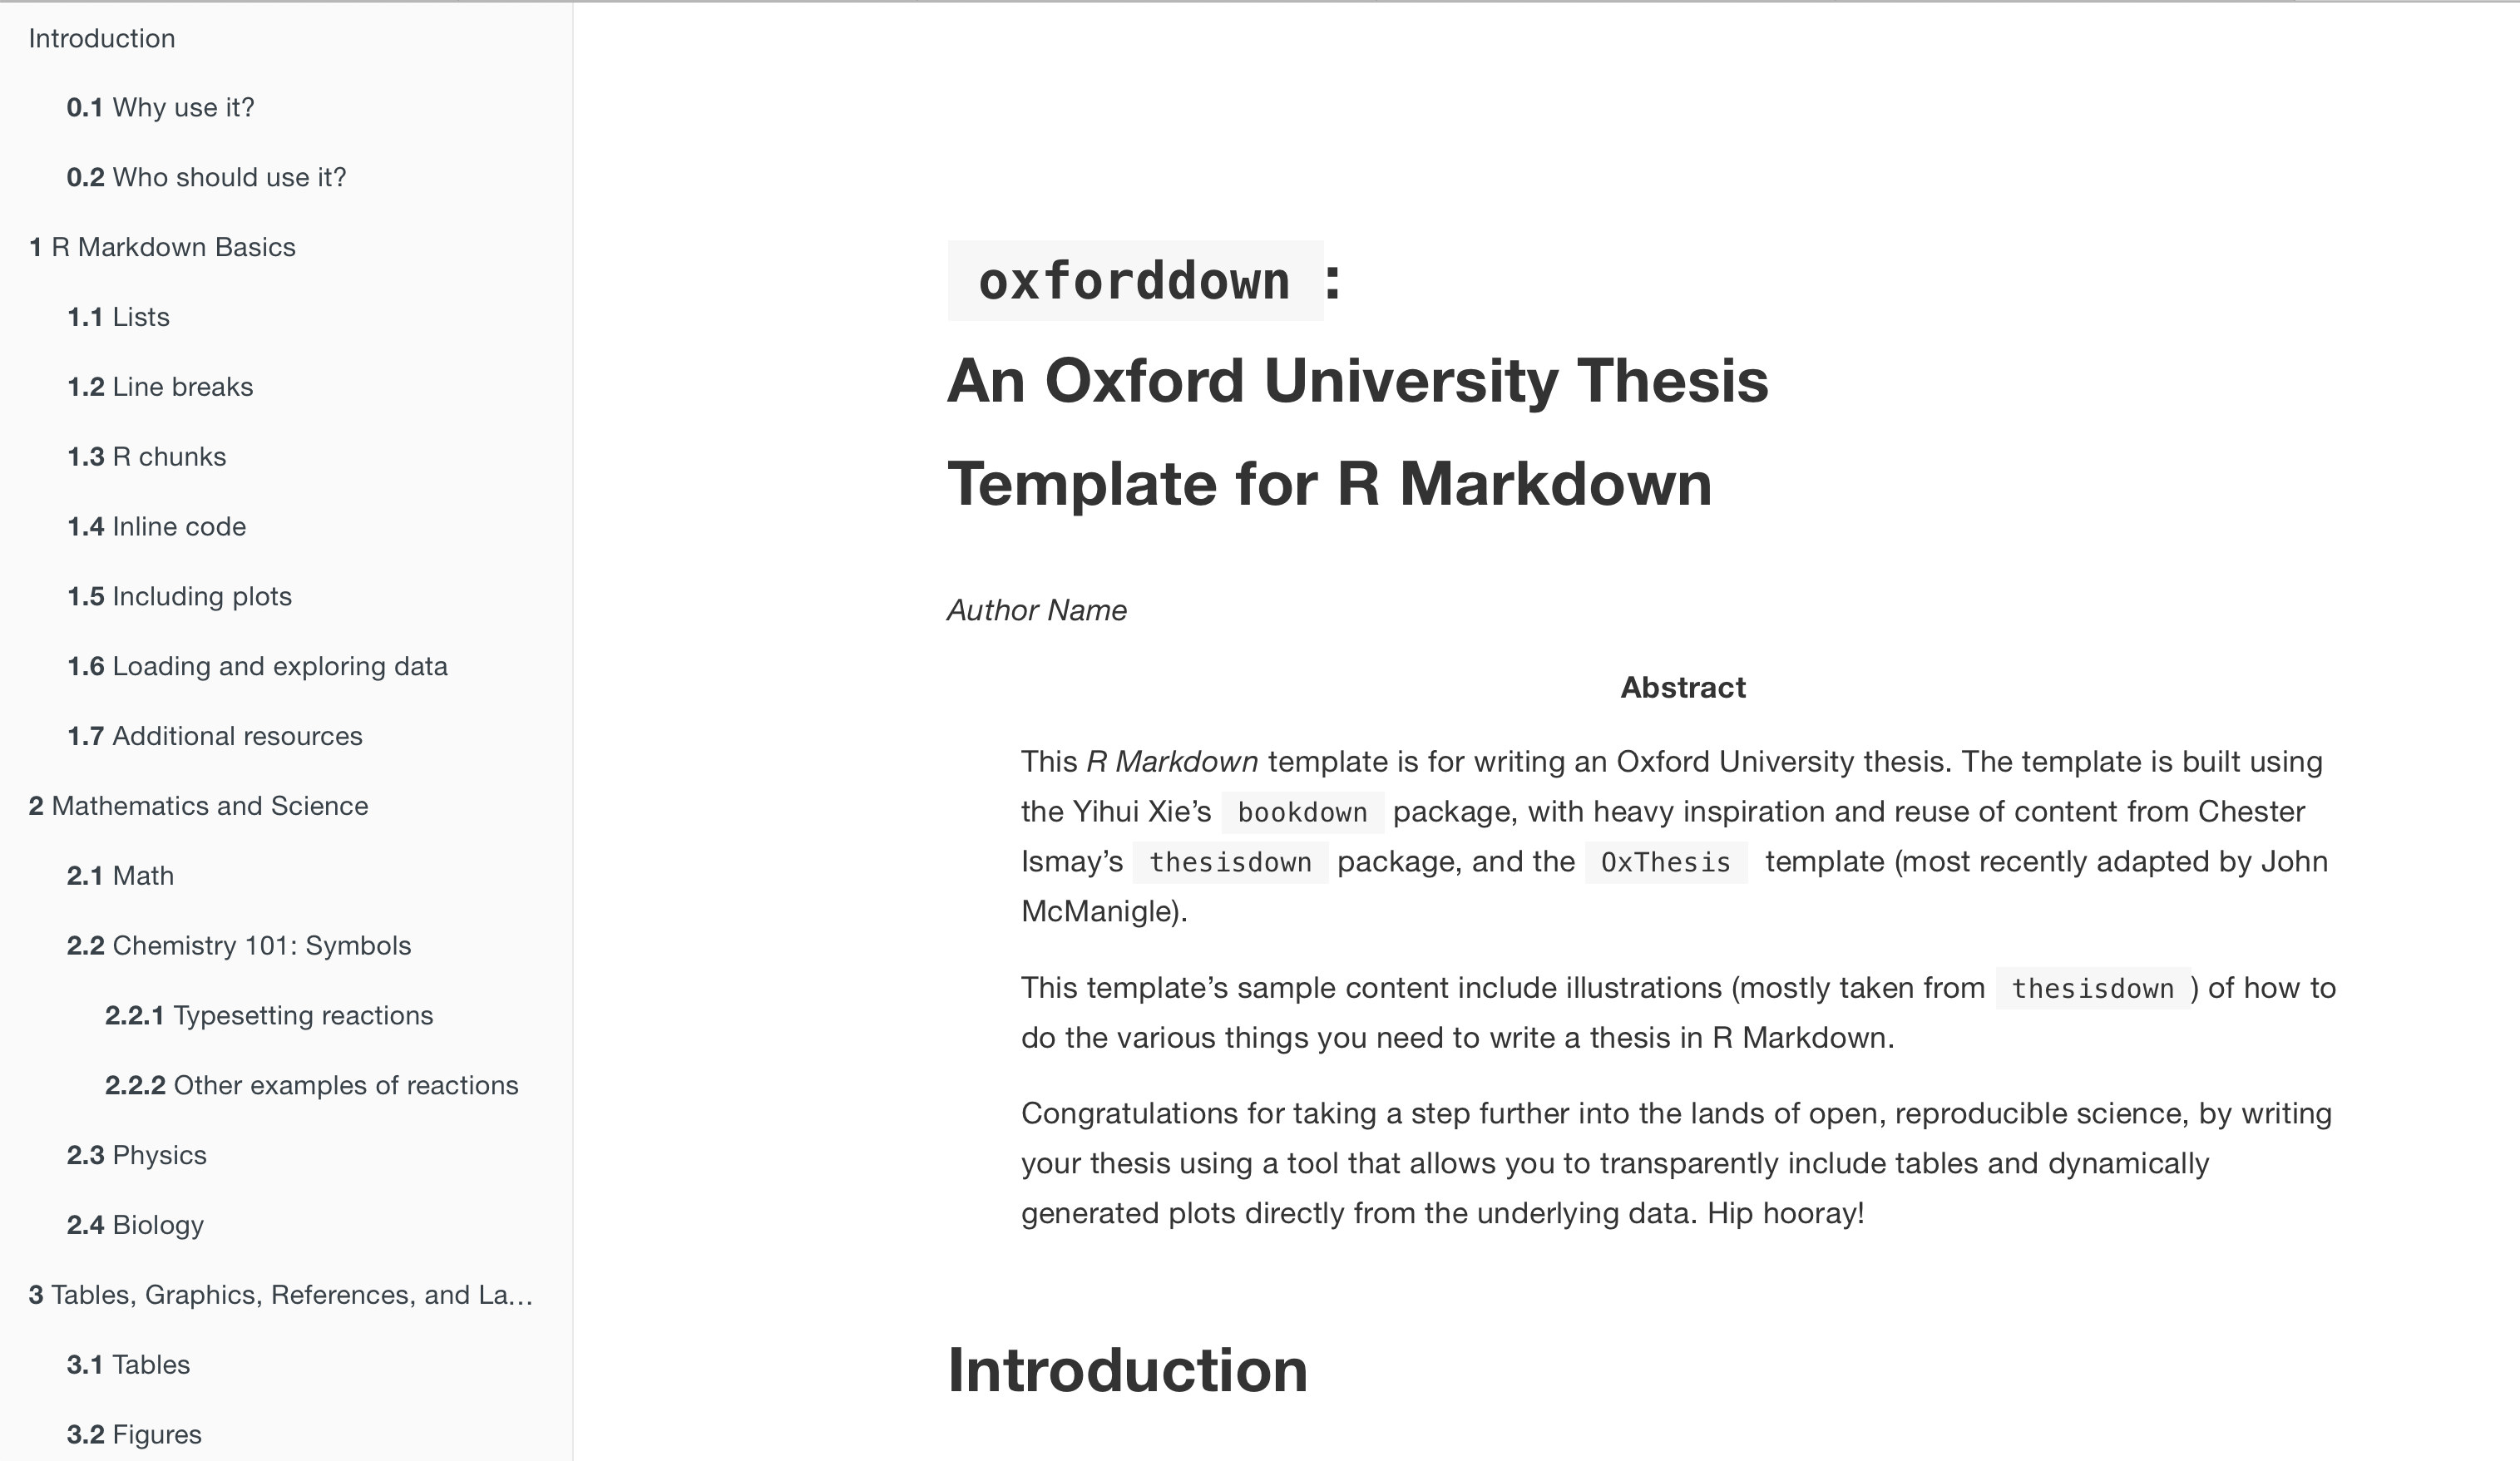 Introduction
0.1 Why use it?
0.2 Who should use it?
1 R Markdown Basics
1.1 Lists
1.2 Line breaks
1.3 R chunks
1.4 Inline code
1.5 Including plots
1.6 Loading and exploring data
1.7 Additional resources
2 Mathematics and Science
2.1 Math
2.2 Chemistry 101: Symbols
2.2.1 Typesetting reactions
2.2.2 Other examples of reactions
2.3 Physics
2.4 Biology
3 Tables, Graphics, References, and La...
3.1 Tables
3.2 Figures
oxforddown :
An Oxford University Thesis
Template for R Markdown
Author Name
Abstract
This R Markdown template is for writing an Oxford University thesis. The template is built using
the Yihui Xie’s bookdown package, with heavy inspiration and reuse of content from Chester
Ismay’s thesisdown package, and the OxThesis template (most recently adapted by John
McManigle).
This template’s sample content include illustrations (mostly taken from thesisdown ) of how to
do the various things you need to write a thesis in R Markdown.
Congratulations for taking a step further into the lands of open, reproducible science, by writing
your thesis using a tool that allows you to transparently include tables and dynamically
generated plots directly from the underlying data. Hip hooray!
Introduction